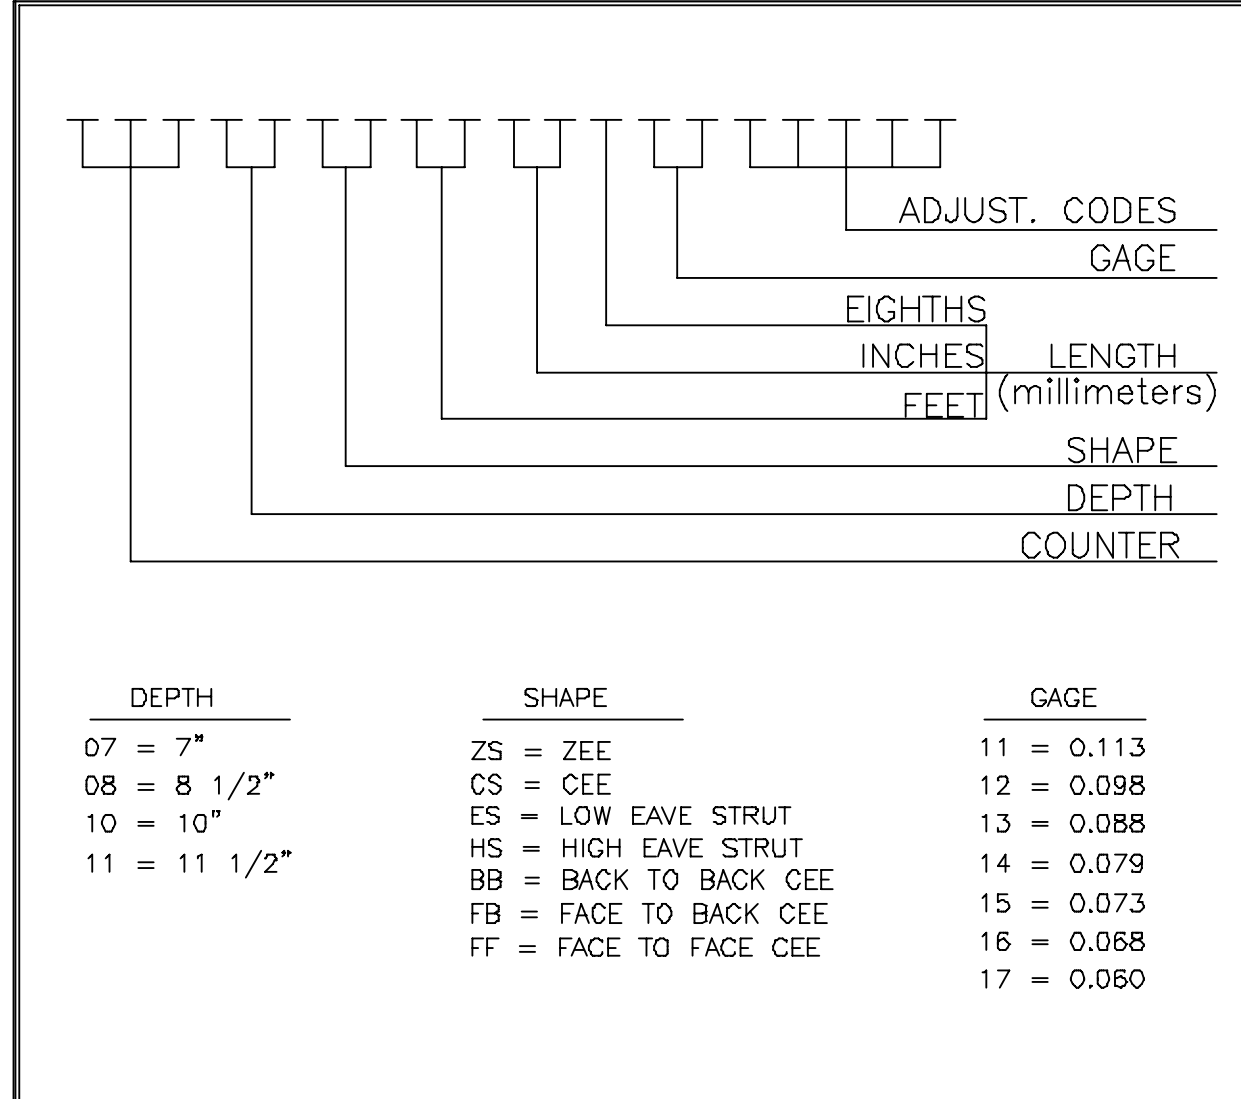 ADJUST. CODES
GAGE
EIGHTHS
INCHES LENGTH
(millimeters)
FEET
SHAPE
DEPTH
COUNTER
DEPTH
07 = 7"
08 = 8 1/2"
10 = 10"
11 = 11 1/2"
SHAPE
ZS = ZEE
CS = CEE
ES = LOW EAVE STRUT
HS = HIGH EAVE STRUT
BB = BACK TO BACK CEE
FB = FACE TO BACK CEE
FF = FACE TO FACE CEE
GAGE
11 = 0.113
12 = 0.098
13 = 0.088
14 = 0.079
15 = 0.073
16 = 0.068
17 = 0.060